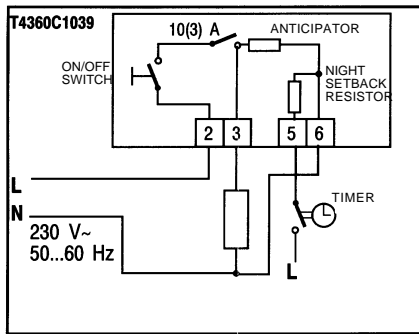 T4360C1039
10(3) A
ANTICIPATOR
ON/OFF
SWITCH
NIGHT
SETBACK
RESISTOR
2 3 5 6
L
N
TIMER
230 V~
50...60 Hz
L